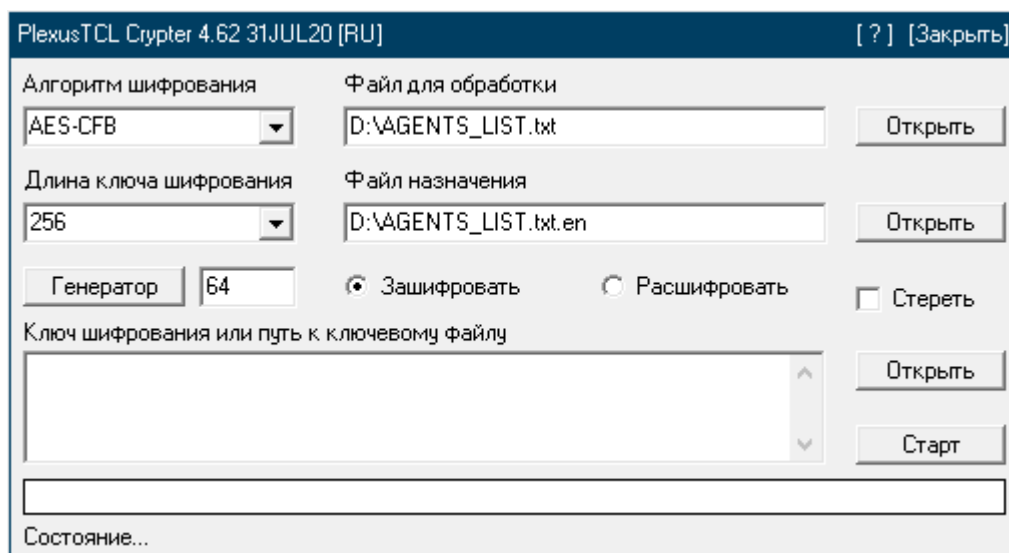 PlexusTCL Crypter 4.62 31JUL20 [RU] [ ? ] [Закрыть]
Алгоритм шифрования Файл для обработки
AES-CFB D:\AGENTS_LIST.txt Открыть
Длина ключа шифрования Файл назначения
256 D:\AGENTS_LIST.txt.en Открыть
Генератор 64 Зашифровать Расшифровать Стереть
Ключ шифрования или путь к ключевому файлу
Открыть
Старт
Состояние...